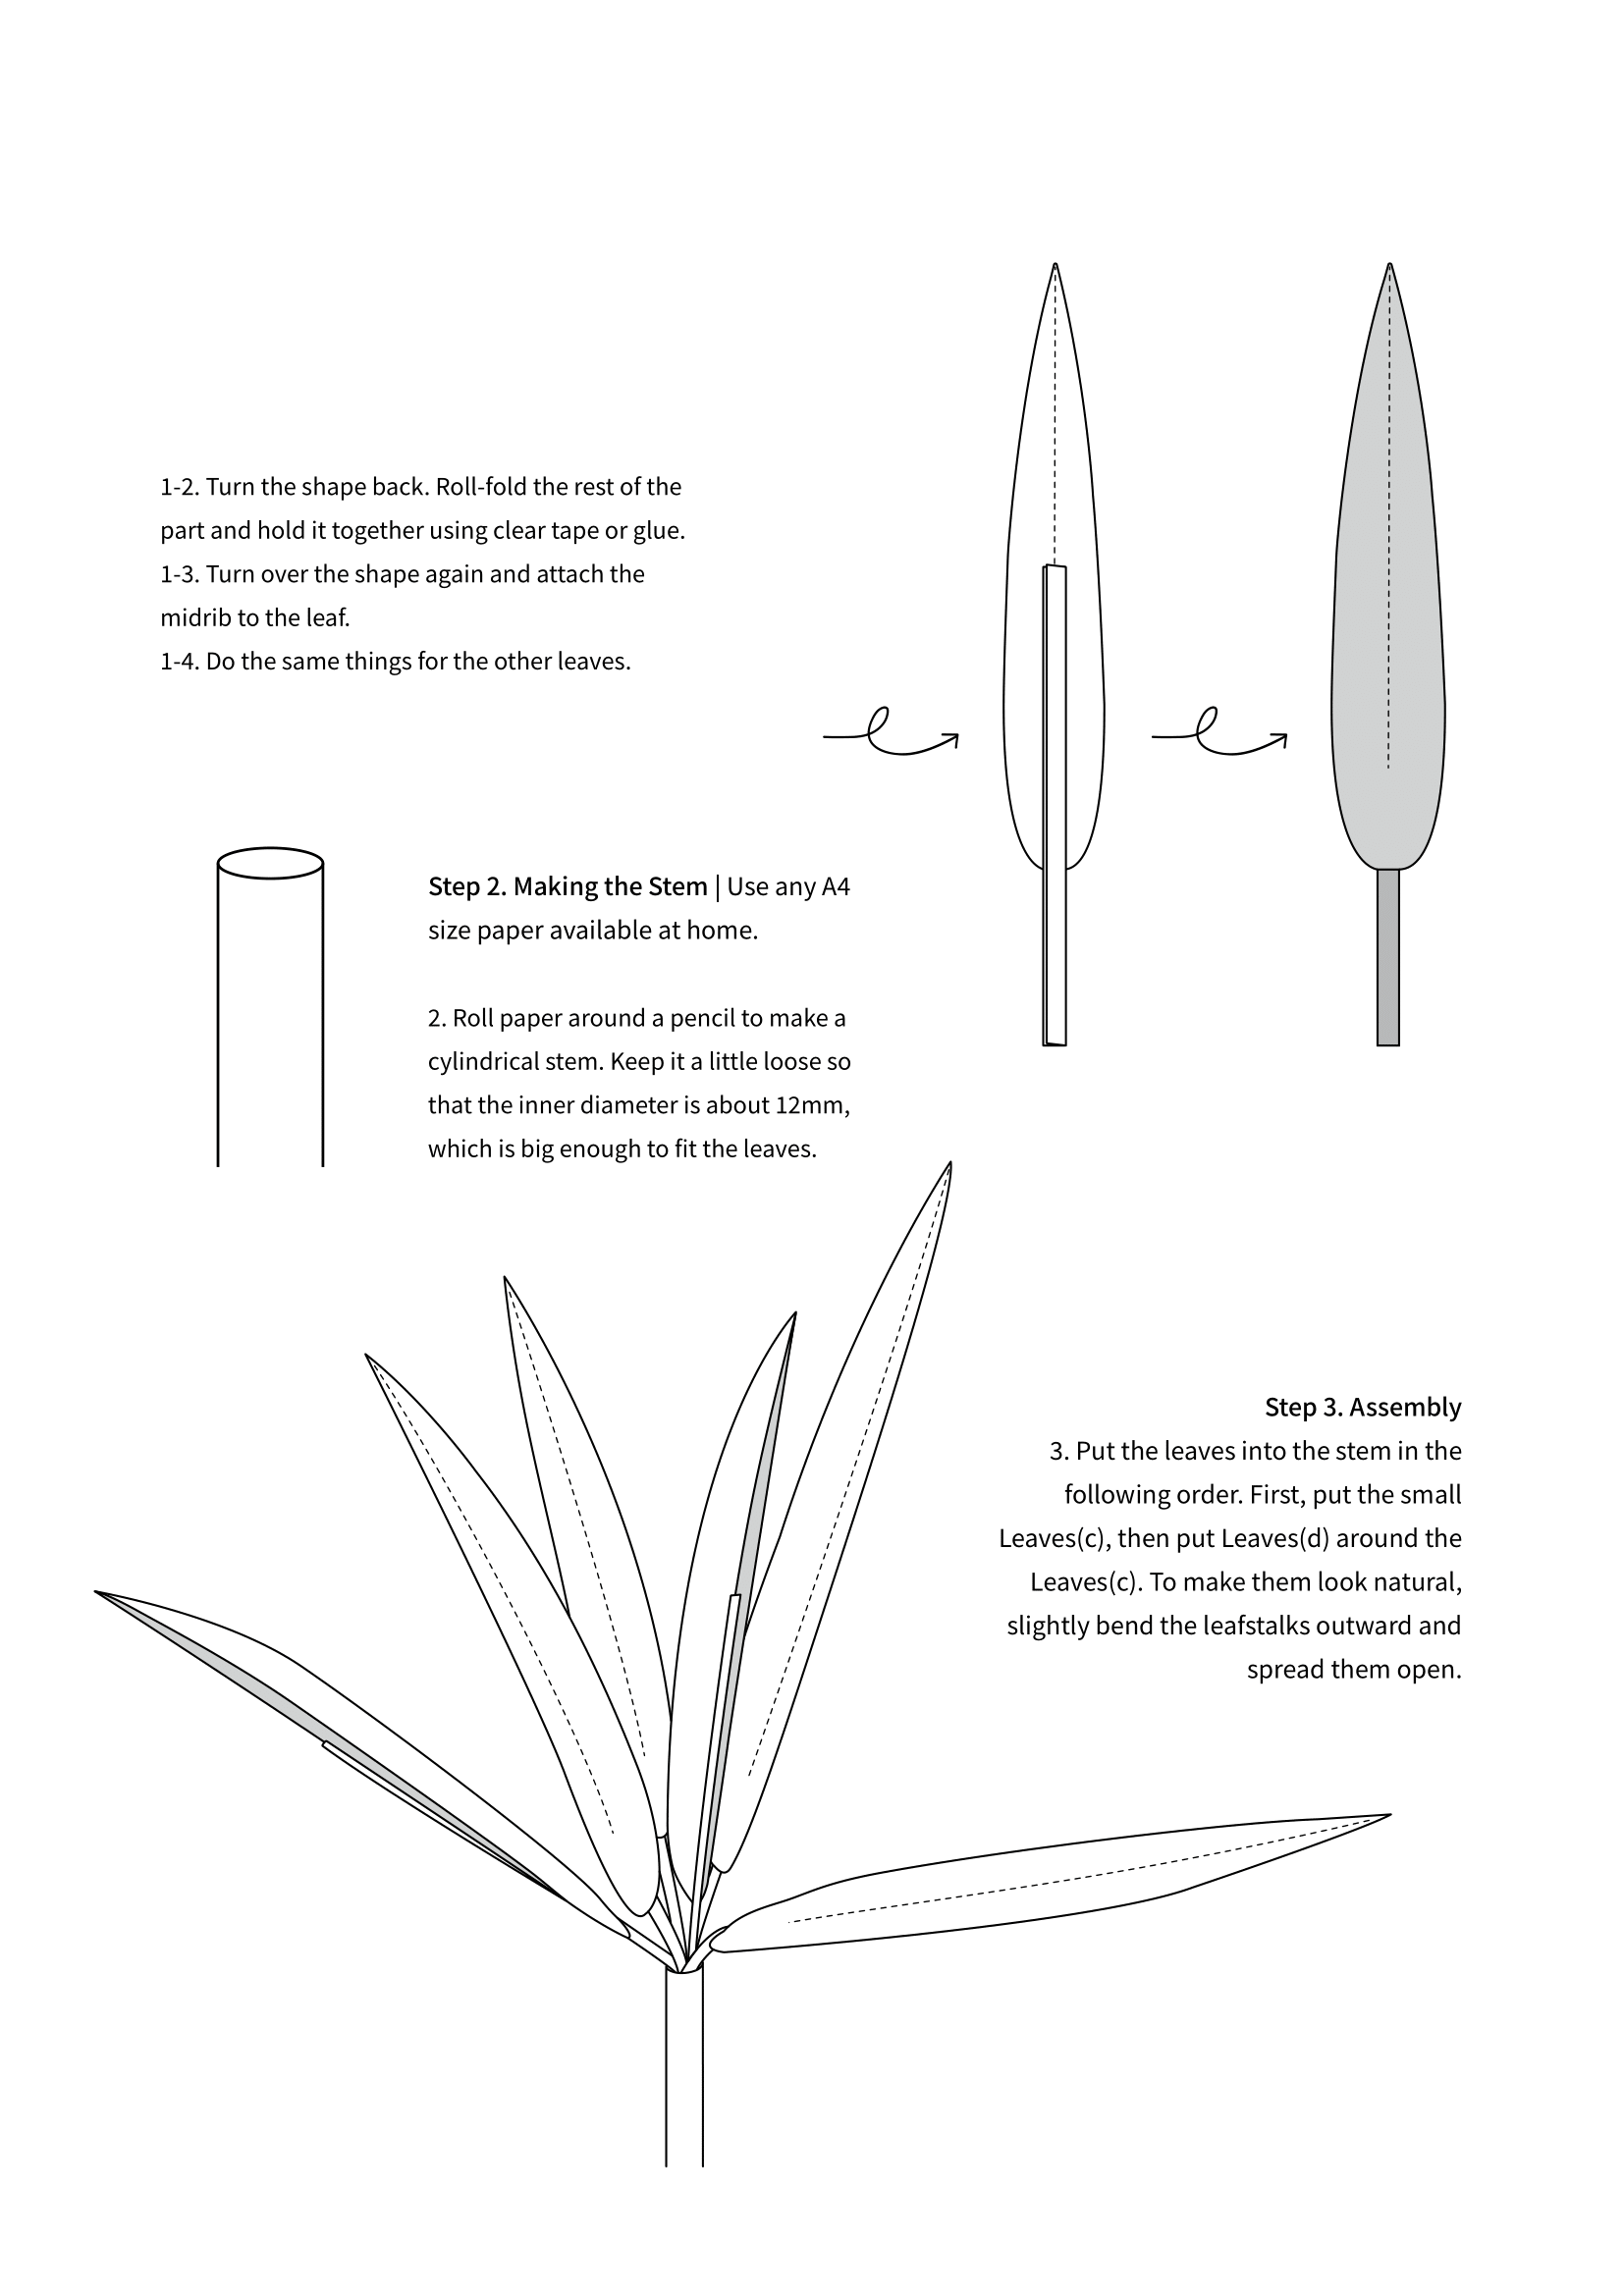 1-2. Turn the shape back. Roll-fold the rest of the
part and hold it together using clear tape or glue.
1-3. Turn over the shape again and attach the
midrib to the leaf.
1-4. Do the same things for the other leaves.
Step 2. Making the Stem | Use any A4
size paper available at home.
2. Roll paper around a pencil to make a
cylindrical stem. Keep it a little loose so
that the inner diameter is about 12mm,
which is big enough to fit the leaves.
Step 3. Assembly
3. Put the leaves into the stem in the
following order. First, put the small
Leaves(c), then put Leaves(d) around the
Leaves(c). To make them look natural,
slightly bend the leafstalks outward and
spread them open.